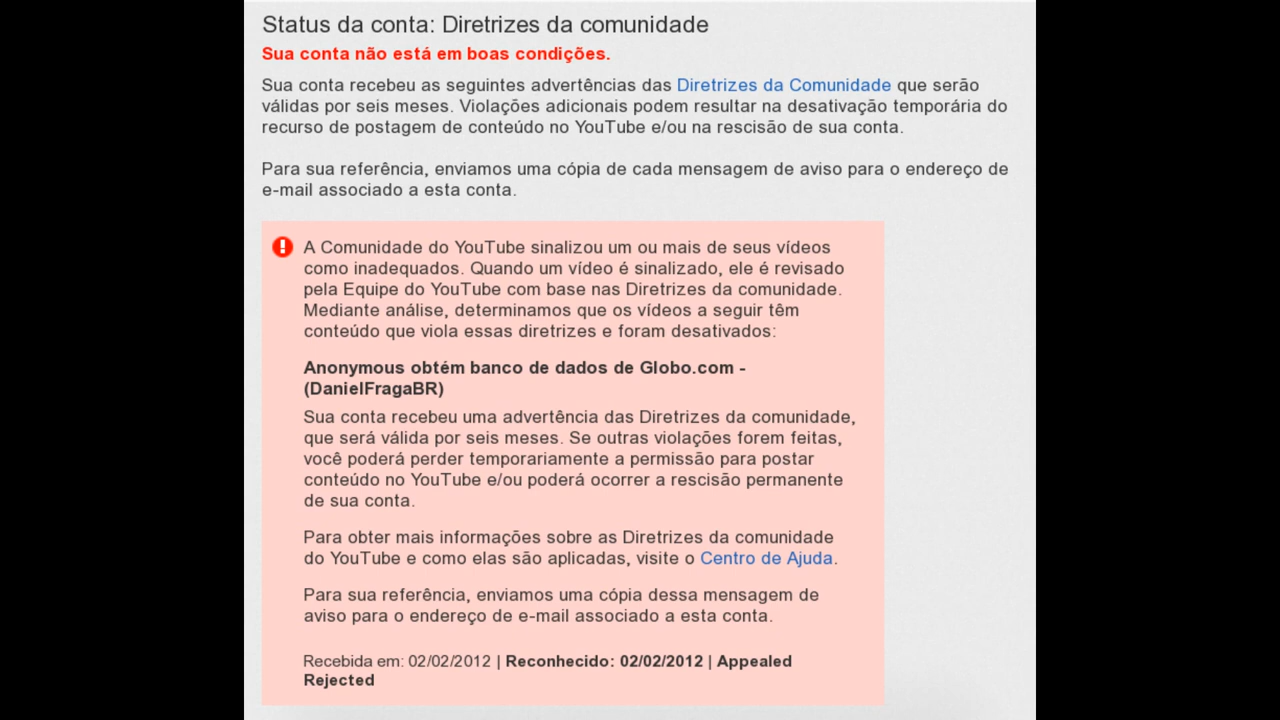 Status da conta: Diretrizes da comunidade
Sua conta não está em boas condições.
Sua conta recebeu as seguintes advertências das Diretrizes da Comunidade que serão
válidas por seis meses. Violações adicionais podem resultar na desativação temporária do
recurso de postagem de conteúdo no YouTube e/ou na rescisão de sua conta.
Para sua referência, enviamos uma cópia de cada mensagem de aviso para o endereço de
e-mail associado a esta conta.
A Comunidade do YouTube sinalizou um ou mais de seus vídeos
como inadequados. Quando um vídeo é sinalizado, ele é revisado
pela Equipe do YouTube com base nas Diretrizes da comunidade.
Mediante análise, determinamos que os vídeos a seguir têm
conteúdo que viola essas diretrizes e foram desativados:
Anonymous obtém banco de dados de Globo.com -
(DanielFragaBR)
Sua conta recebeu uma advertência das Diretrizes da comunidade,
que será válida por seis meses. Se outras violações forem feitas,
você poderá perder temporariamente a permissão para postar
conteúdo no YouTube e/ou poderá ocorrer a rescisão permanente
de sua conta.
Para obter mais informações sobre as Diretrizes da comunidade
do YouTube e como elas são aplicadas, visite o Centro de Ajuda.
Para sua referência, enviamos uma cópia dessa mensagem de
aviso para o endereço de e-mail associado a esta conta.
Recebida em: 02/02/2012 | Reconhecido: 02/02/2012 | Appealed
Rejected